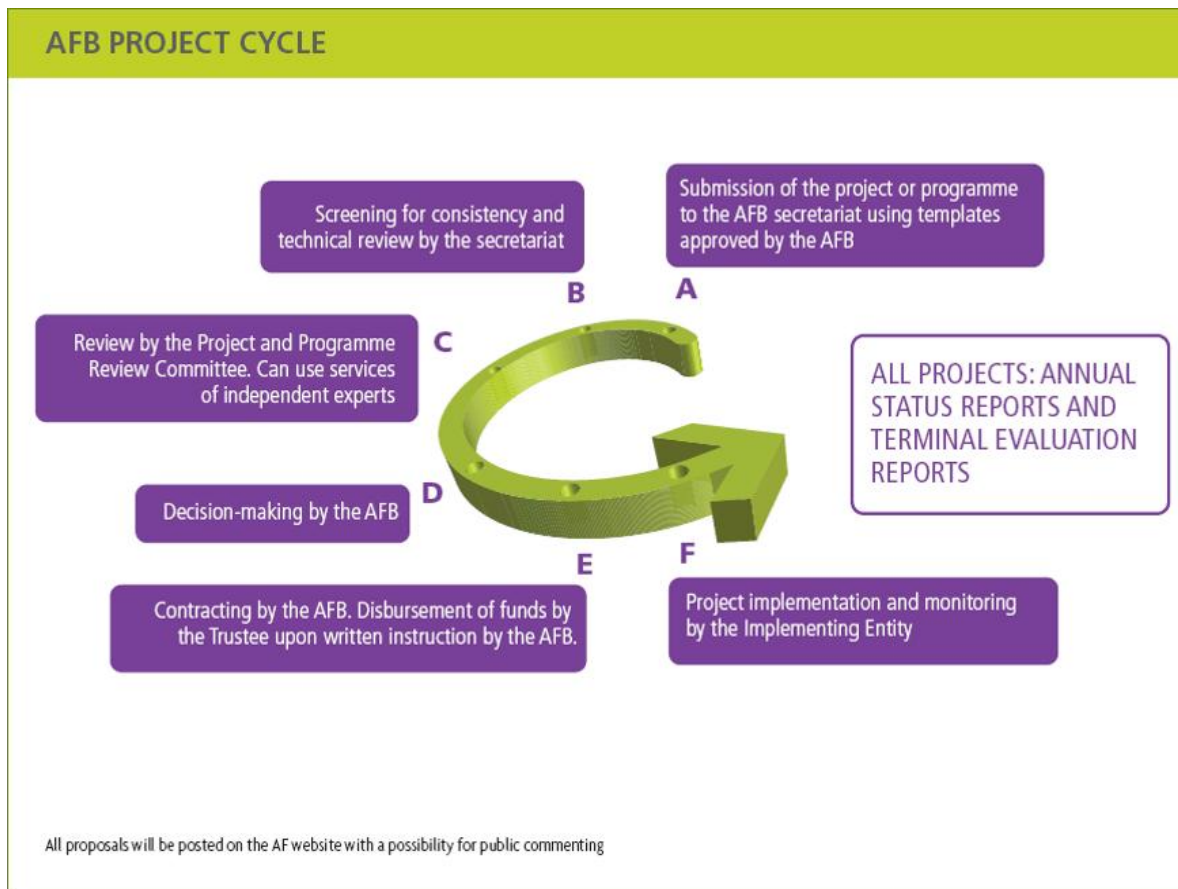 AFB PROJECT CYCLE
Submission of the project or programme
to the AFB secretariat using templates
approved by the AFB
A
Screening for consistency and
technical review by the secretariat
B
Review by the Project and Programme
Review Committee. Can use services
of independent experts
C
Decision-making by the AFB
D
Contracting by the AFB. Disbursement of funds by
the Trustee upon written instruction by the AFB.
E
F
Project implementation and monitoring
by the Implementing Entity
ALL PROJECTS: ANNUAL
STATUS REPORTS AND
TERMINAL EVALUATION
REPORTS
All proposals will be posted on the AF website with a possibility for public commenting